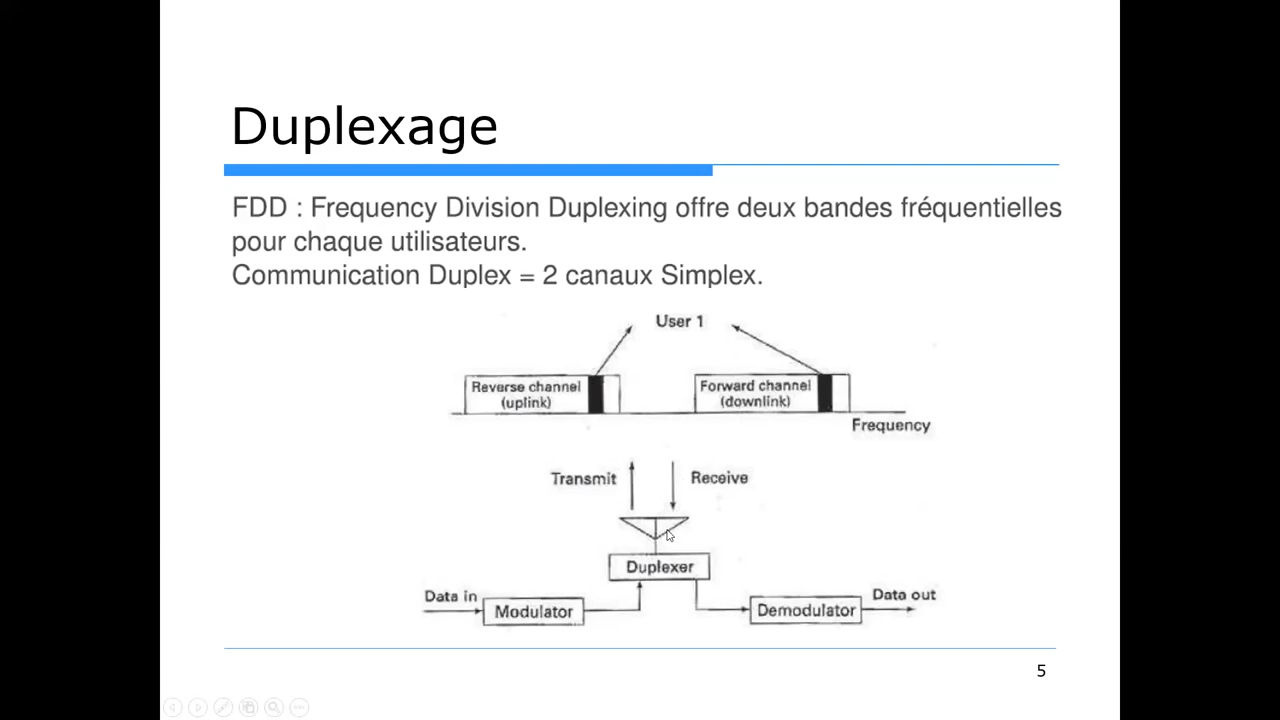 Duplexage
FDD : Frequency Division Duplexing offre deux bandes fréquentielles
pour chaque utilisateurs.
Communication Duplex = 2 canaux Simplex.
User 1
Reverse channel
(uplink)
Forward channel
(downlink)
Frequency
Transmit
Receive
Duplexer
Data in
Modulator
Demodulator
Data out
5